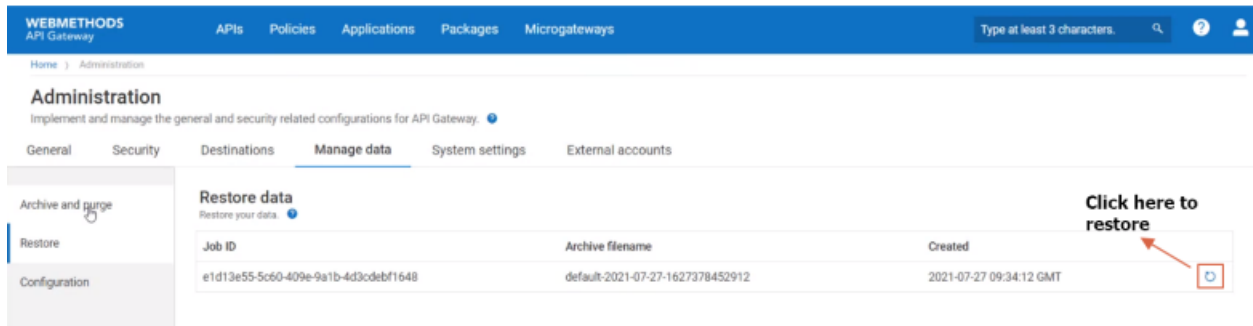 WEBMETHODS
API Gateway
APIs Policies Applications Packages Microgateways
Type at least 3 characters.
?
Home Administration
Administration
Implement and manage the general and security related configurations for API Gateway. ?
General Security Destinations Manage data System settings External accounts
Archive and purge
Restore
Configuration
Restore data
Restore your data. ?
Click here to
restore
Job ID Archive filename Created
e1d13e55-5c60-409e-9a1b-4d3cdebf1648 default-2021-07-27-1627378452912 2021-07-27 09:34:12 GMT